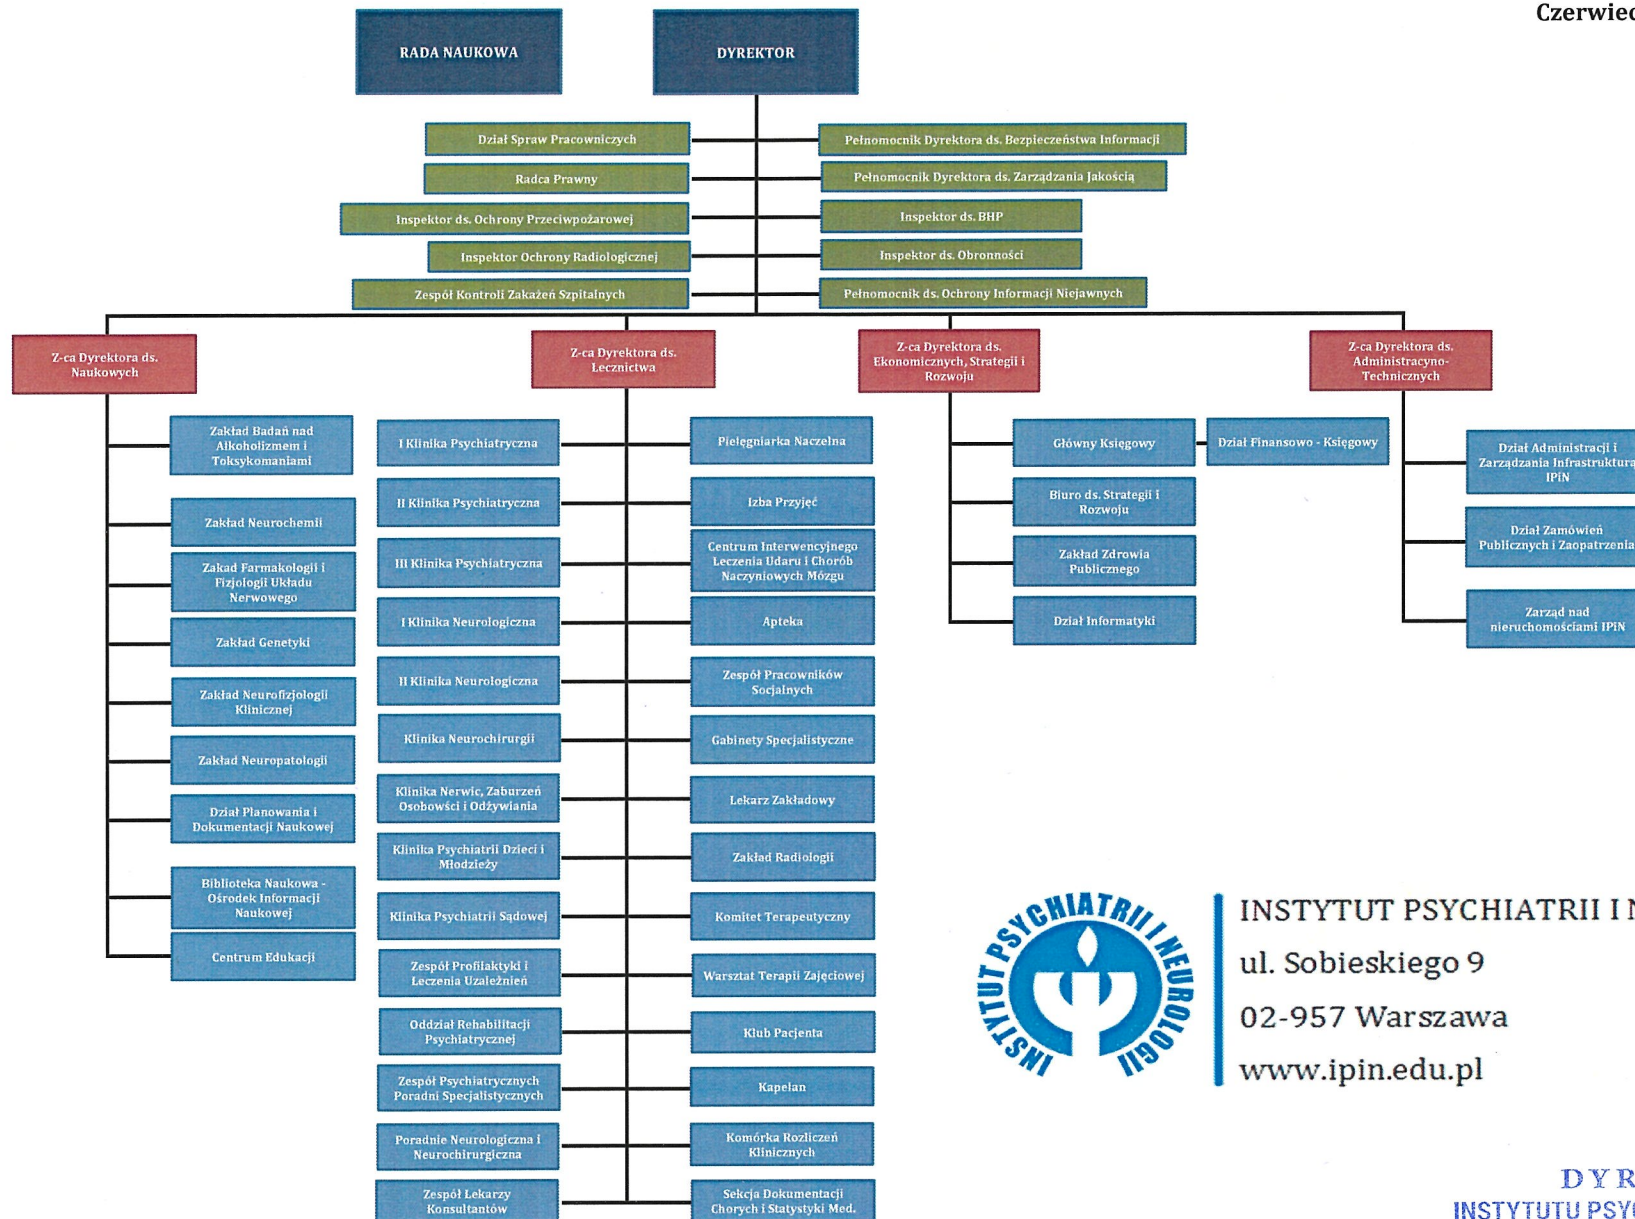 Czerwiec
RADA NAUKOWA
DYREKTOR
Dział Spraw Pracowniczych
Pełnomocnik Dyrektora ds. Bezpieczeństwa Informacji
Radca Prawny
Pełnomocnik Dyrektora ds. Zarządzania Jakością
Inspektor ds. Ochrony Przeciwpożarowej
Inspektor ds. BHP
Inspektor Ochrony Radiologicznej
Inspektor ds. Obronności
Zespół Kontroli Zakażeń Szpitalnych
Pełnomocnik ds. Ochrony Informacji Niejawnych
Z-ca Dyrektora ds.
Naukowych
Z-ca Dyrektora ds.
Lecznictwa
Z-ca Dyrektora ds.
Ekonomicznych, Strategii i
Rozwoju
Z-ca Dyrektora ds.
Administracyno-
Technicznych
Zakład Badań nad
Alkoholizmem i
Toksykomaniami
Zakład Neurochemii
Zakad Farmakologii i
Fizjologii Układu
Nerwowego
Zakład Genetyki
Zakład Neurofizjologii
Klinicznej
Zakład Neuropatologii
Dział Planowania i
Dokumentacji Naukowej
Biblioteka Naukowa -
Ośrodek Informacji
Naukowej
Centrum Edukacji
I Klinika Psychiatryczna
II Klinika Psychiatryczna
III Klinika Psychiatryczna
I Klinika Neurologiczna
II Klinika Neurologiczna
Klinika Neurochirurgii
Klinika Nerwic, Zaburzeń
Osobowści i Odżywiania
Klinika Psychiatrii Dzieci i
Młodzieży
Klinika Psychiatrii Sądowej
Zespół Profilaktyki i
Leczenia Uzależnień
Oddział Rehabilitacji
Psychiatrycznej
Zespół Psychiatrycznych
Poradni Specjalistycznych
Poradnie Neurologiczna i
Neurochirurgiczna
Zespół Lekarzy
Konsultantów
Pielęgniarka Naczelna
Izba Przyjęć
Centrum Interwencyjnego
Leczenia Udaru i Chorób
Naczyniowych Mózgu
Apteka
Zespół Pracowników
Socjalnych
Gabinety Specjalistyczne
Lekarz Zakładowy
Zakład Radiologii
Komitet Terapeutyczny
Warsztat Terapii Zajęciowej
Klub Pacjenta
Kapelan
Komórka Rozliczeń
Klinicznych
Sekcja Dokumentacji
Chorych i Statystyki Med.
Główny Księgowy
Dział Finansowo - Księgowy
Biuro ds. Strategii i
Rozwoju
Zakład Zdrowia
Publicznego
Dział Informatyki
Dział Administracji i
Zarządzania Infrastrukturą
IPiN
Dział Zamówień
Publicznych i Zaopatrzenia
Zarząd nad
nieruchomościami IPiN
INSTYTUT PSYCHIATRII I NEUROLOGII
INSTYTUT PSYCHIATRII I N
ul. Sobieskiego 9
02-957 Warszawa
www.ipin.edu.pl
DYR
INSTYTUTU PSYC